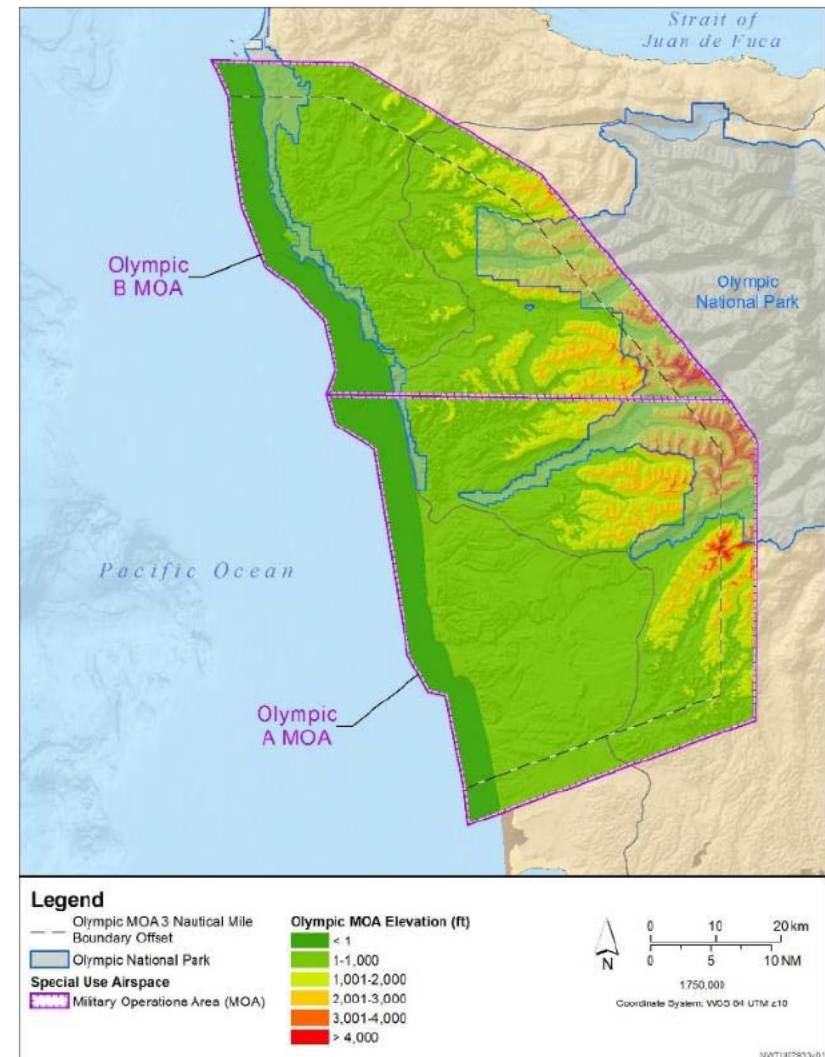 Strait of
Juan de Fuca
Olympic
B MOA
Olympic
National Park
Pacific Ocean
Olympic
A MOA
Legend
Olympic MOA 3 Nautical Mile
Boundary Offset
Olympic National Park
Special Use Airspace
Military Operations Area (MOA)
Olympic MOA Elevation (ft)
< 1
1-1,000
1,001-2,000
2,001-3,000
3,001-4,000
> 4,000
N
0 10 20 km
0 5 10 NM
1:750,000
Coordinate System: WGS 84 UTM z10